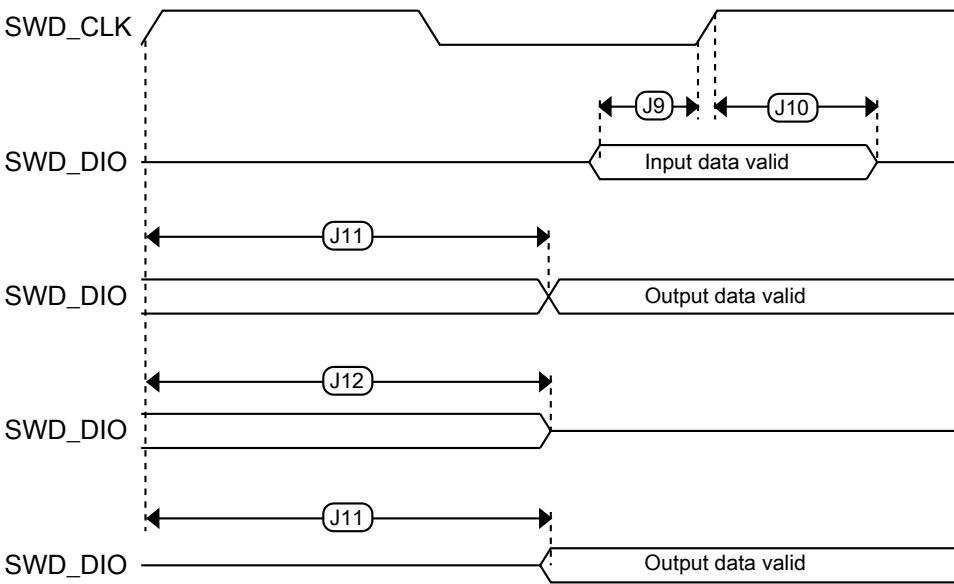 SWD_CLK
J9
J10
SWD_DIO
Input data valid
J11
SWD_DIO
Output data valid
J12
SWD_DIO
J11
SWD_DIO
Output data valid